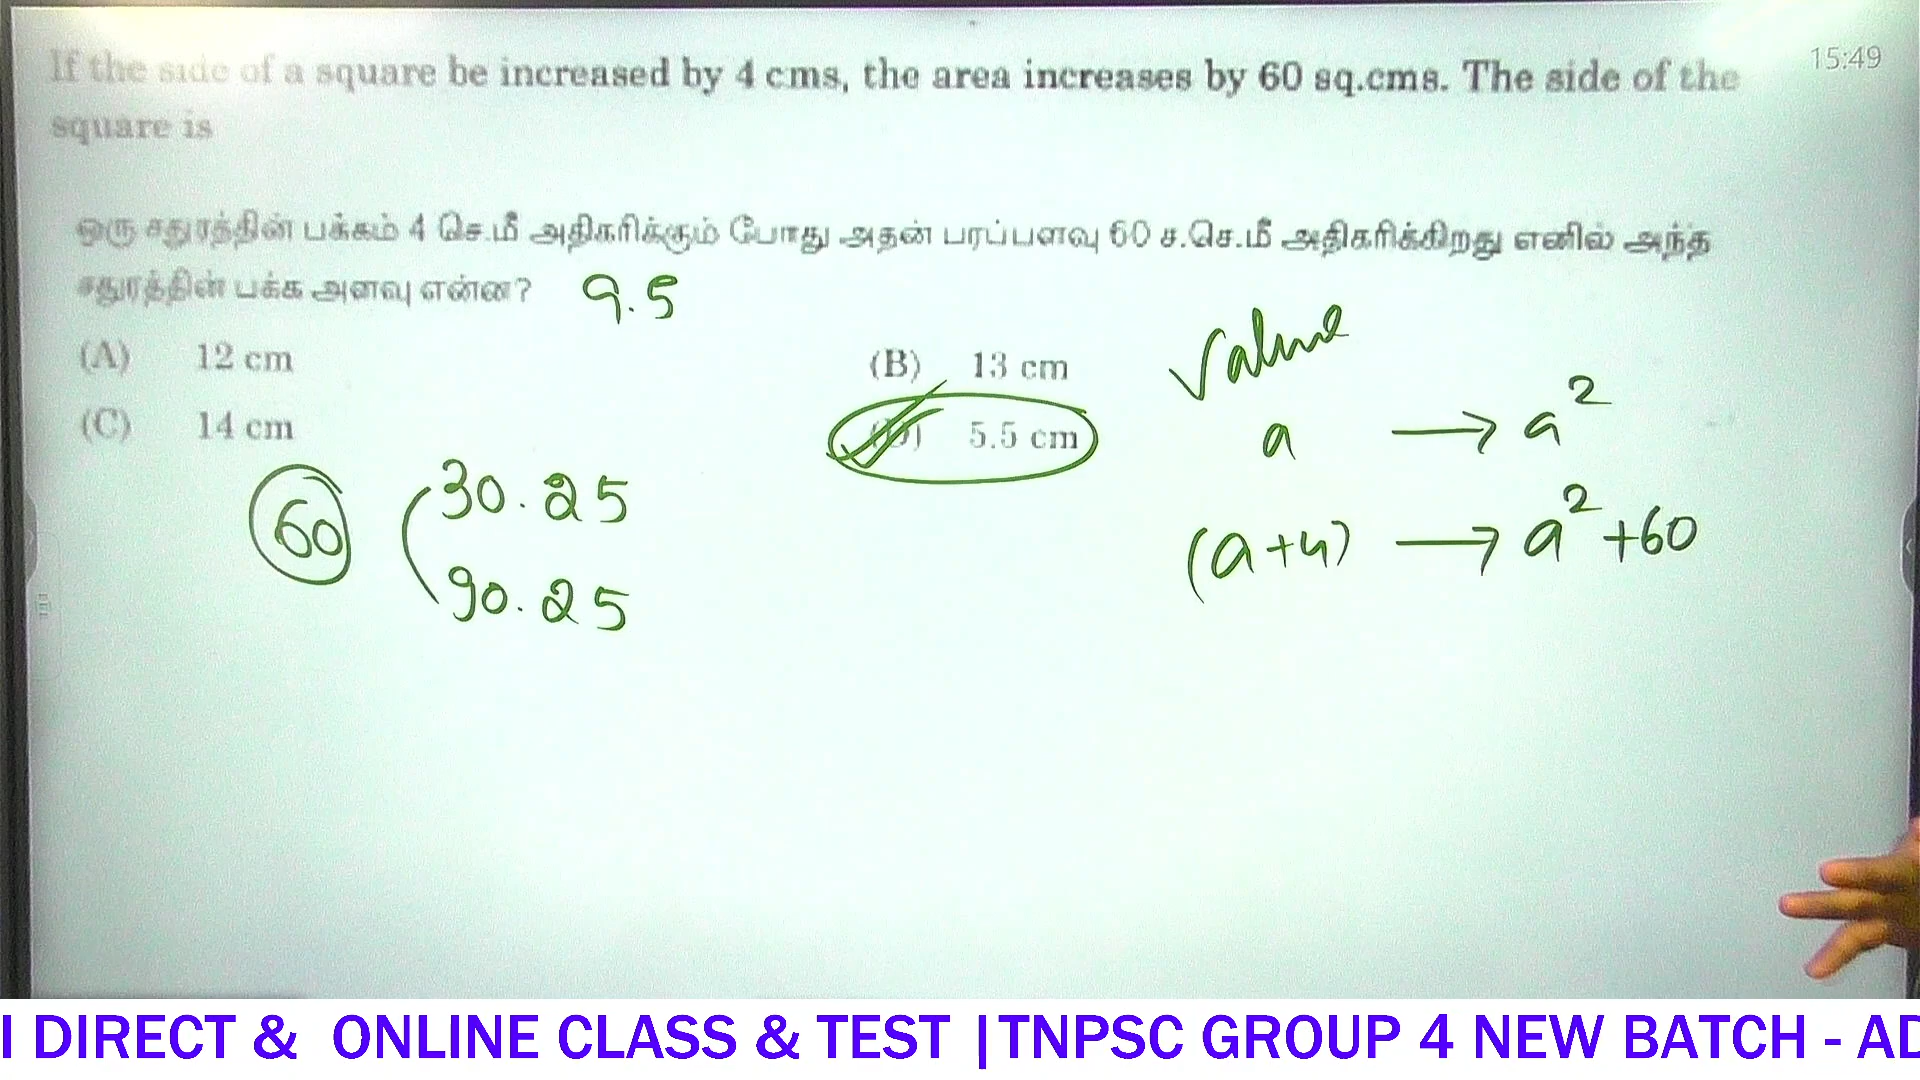 15:49
If the side of a square be increased by 4 cms, the area increases by 60 sq.cms. The side of the
square is
ஒரு சதுரத்தின் பக்கம் 4 செ.மீ அதிகரிக்கும் போது அதன் பரப்பளவு 60 ச.செ.மீ அதிகரிக்கிறது எனில் அந்த
சதுரத்தின் பக்க அளவு என்ன? 9.5
(A) 12 cm (B) 13 cm
(C) 14 cm (D) 5.5 cm
Value
a → a²
(a+4) → a² +60
60 30.25
90.25
I DIRECT & ONLINE CLASS & TEST |TNPSC GROUP 4 NEW BATCH - AD